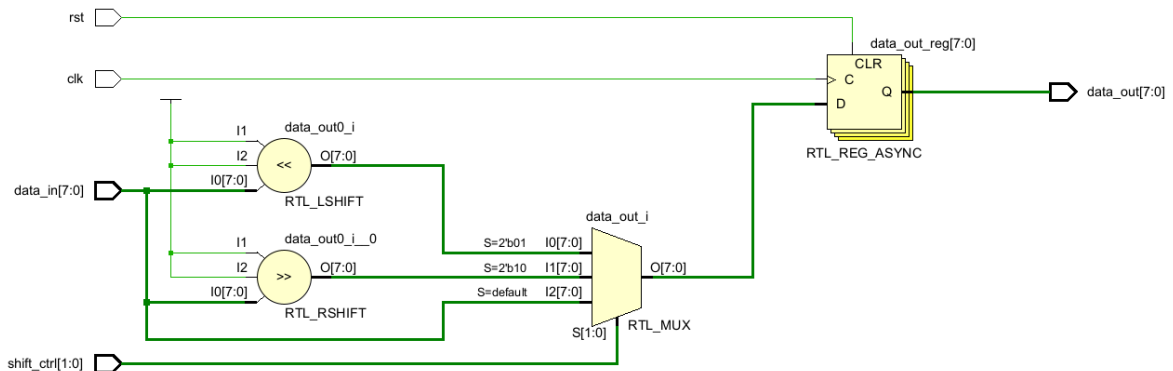 rst
data_out_reg[7:0]
CLR
clk
C
Q
data_out[7:0]
D
data_out0_i
I1
I2
O[7:0]
<<
RTL_REG_ASYNC
data_in[7:0]
I0[7:0]
RTL_LSHIFT
data_out_i
data_out0_i__0
I1
S=2'b01
I0[7:0]
I2
O[7:0]
>>
S=2'b10
I1[7:0]
O[7:0]
I0[7:0]
S=default
I2[7:0]
RTL_RSHIFT
S[1:0]
RTL_MUX
shift_ctrl[1:0]